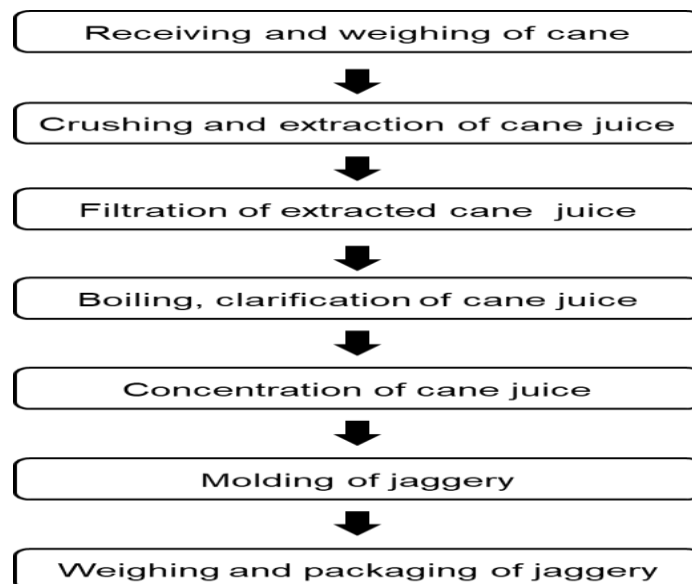 Receiving and weighing of cane
Crushing and extraction of cane juice
Filtration of extracted cane juice
Boiling, clarification of cane juice
Concentration of cane juice
Molding of jaggery
Weighing and packaging of jaggery